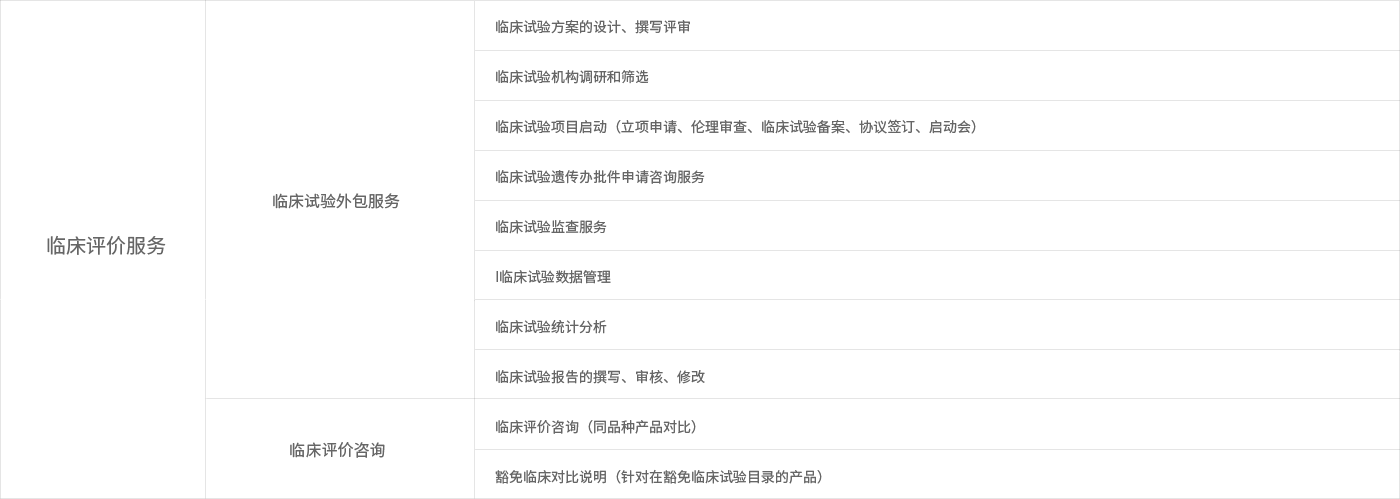 临床评价服务
临床试验外包服务
临床试验方案的设计、撰写评审
临床试验机构调研和筛选
临床试验项目启动（立项申请、伦理审查、临床试验备案、协议签订、启动会）
临床试验遗传办批件申请咨询服务
临床试验监查服务
l临床试验数据管理
临床试验统计分析
临床试验报告的撰写、审核、修改
临床评价咨询
临床评价咨询（同品种产品对比）
豁免临床对比说明（针对在豁免临床试验目录的产品）